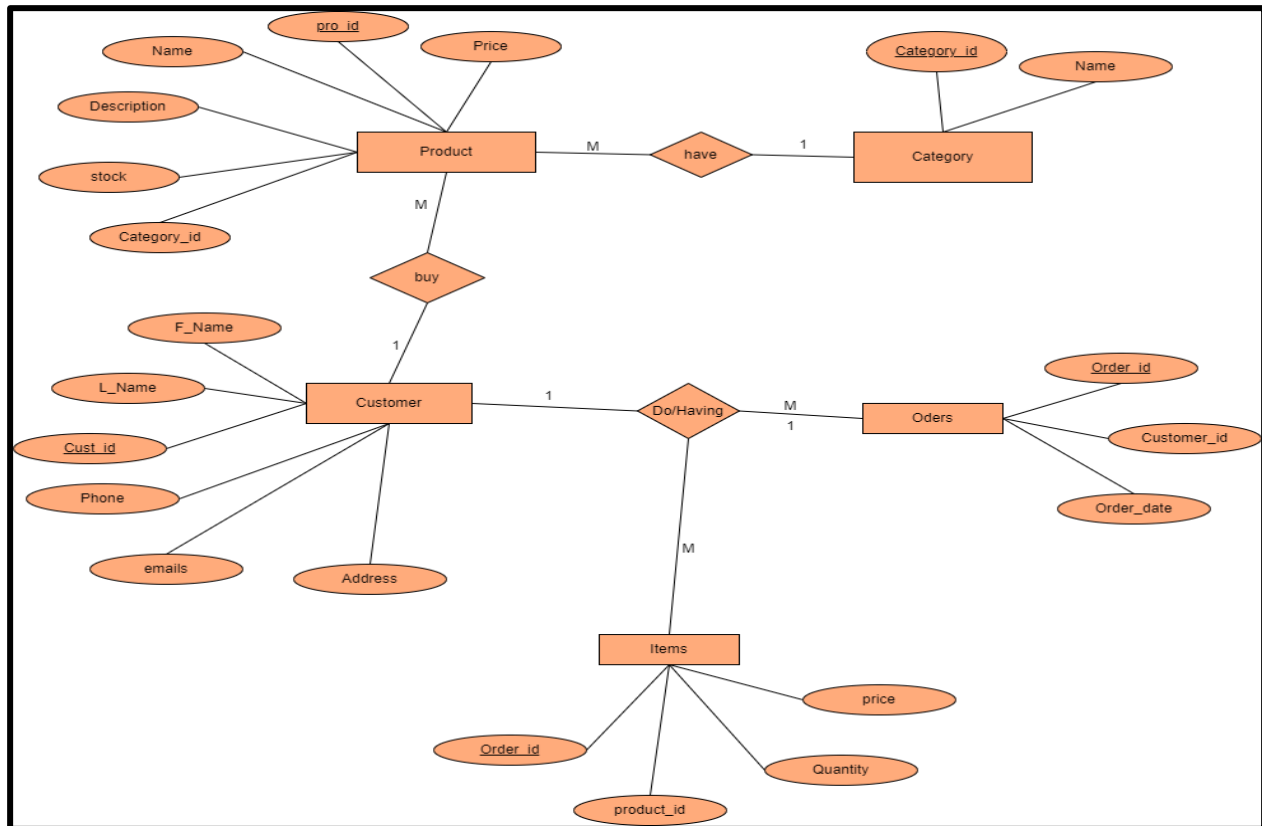 pro_id
Price
Name
Category_id
Name
Description
Product
M
have
1
Category
stock
M
Category_id
buy
F_Name
1
L_Name
Customer
1
Do/Having
M
1
Oders
Order_id
Cust_id
Customer_id
Phone
Order_date
emails
Address
M
Items
price
Order_id
Quantity
product_id